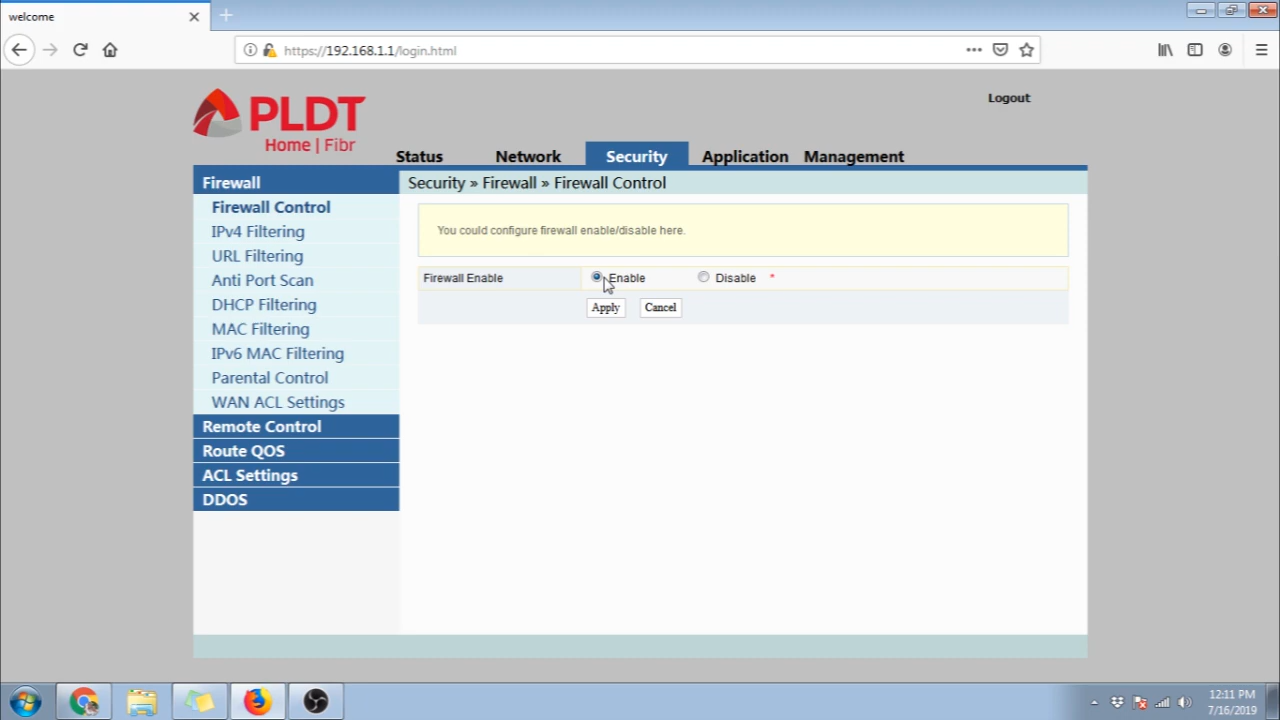 welcome
https://192.168.1.1/login.html
Logout
PLDT
Home | Fibr
Status Network Security Application Management
Firewall
Security » Firewall » Firewall Control
Firewall Control
IPv4 Filtering
URL Filtering
Anti Port Scan
DHCP Filtering
MAC Filtering
IPv6 MAC Filtering
Parental Control
WAN ACL Settings
Remote Control
Route QOS
ACL Settings
DDOS
You could configure firewall enable/disable here.
Firewall Enable Enable Disable *
Apply Cancel
12:11 PM
7/16/2019